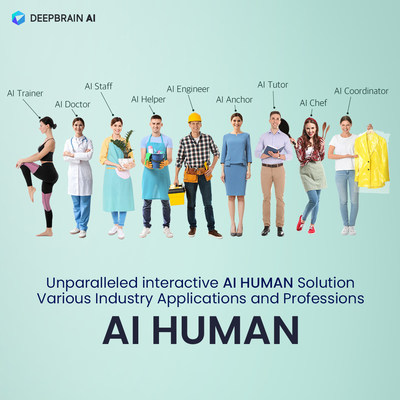 DEEPBRAIN AI
AI Trainer
AI Doctor
AI Staff
AI Helper
AI Engineer
AI Anchor
AI Tutor
AI Chef
AI Coordinator
Unparalleled interactive AI HUMAN Solution
Various Industry Applications and Professions
AI HUMAN